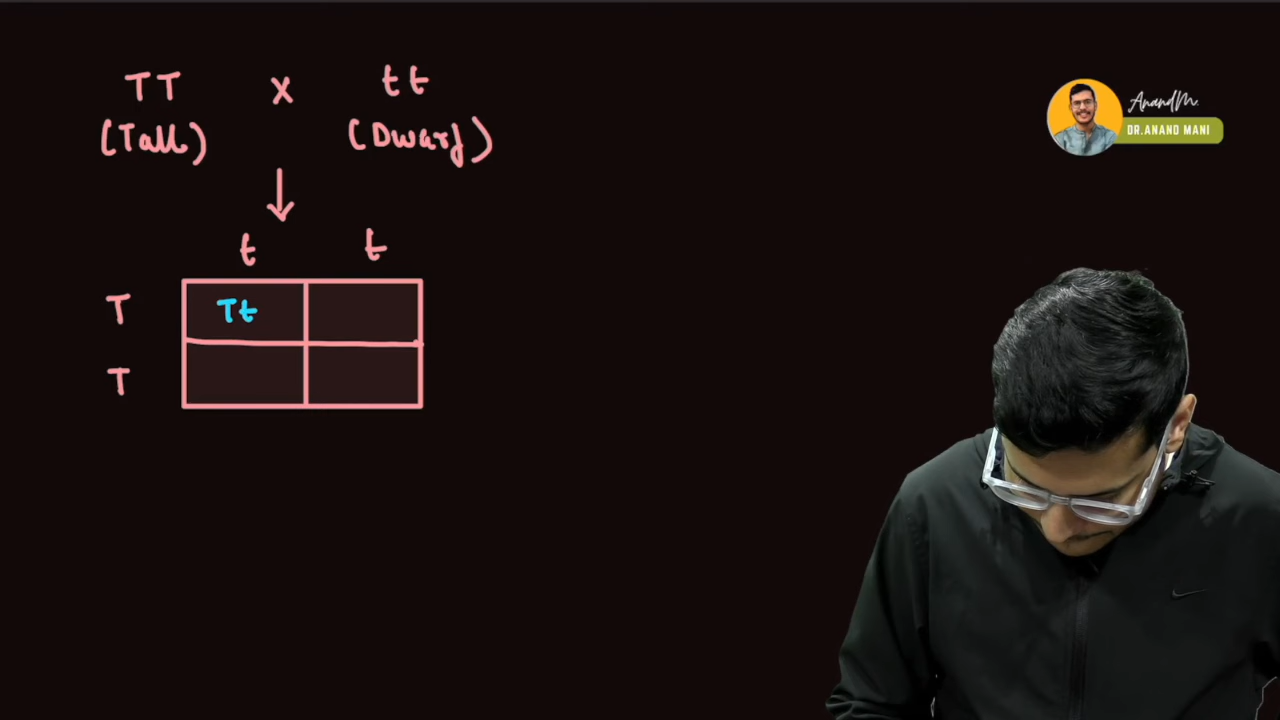 TT x tt
(Tall) (Dwarf)
t t
T Tt
T
AnandM.
DR.ANAND MANI